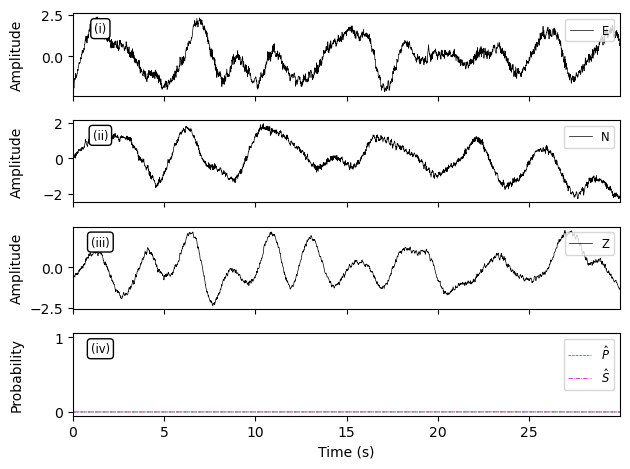 2.5
0.0
Amplitude
(i)
E
2
0
−2
Amplitude
(ii)
N
0.0
−2.5
Amplitude
(iii)
Z
1
0
Probability
(iv)
P̂
Ŝ
0 5 10 15 20 25
Time (s)